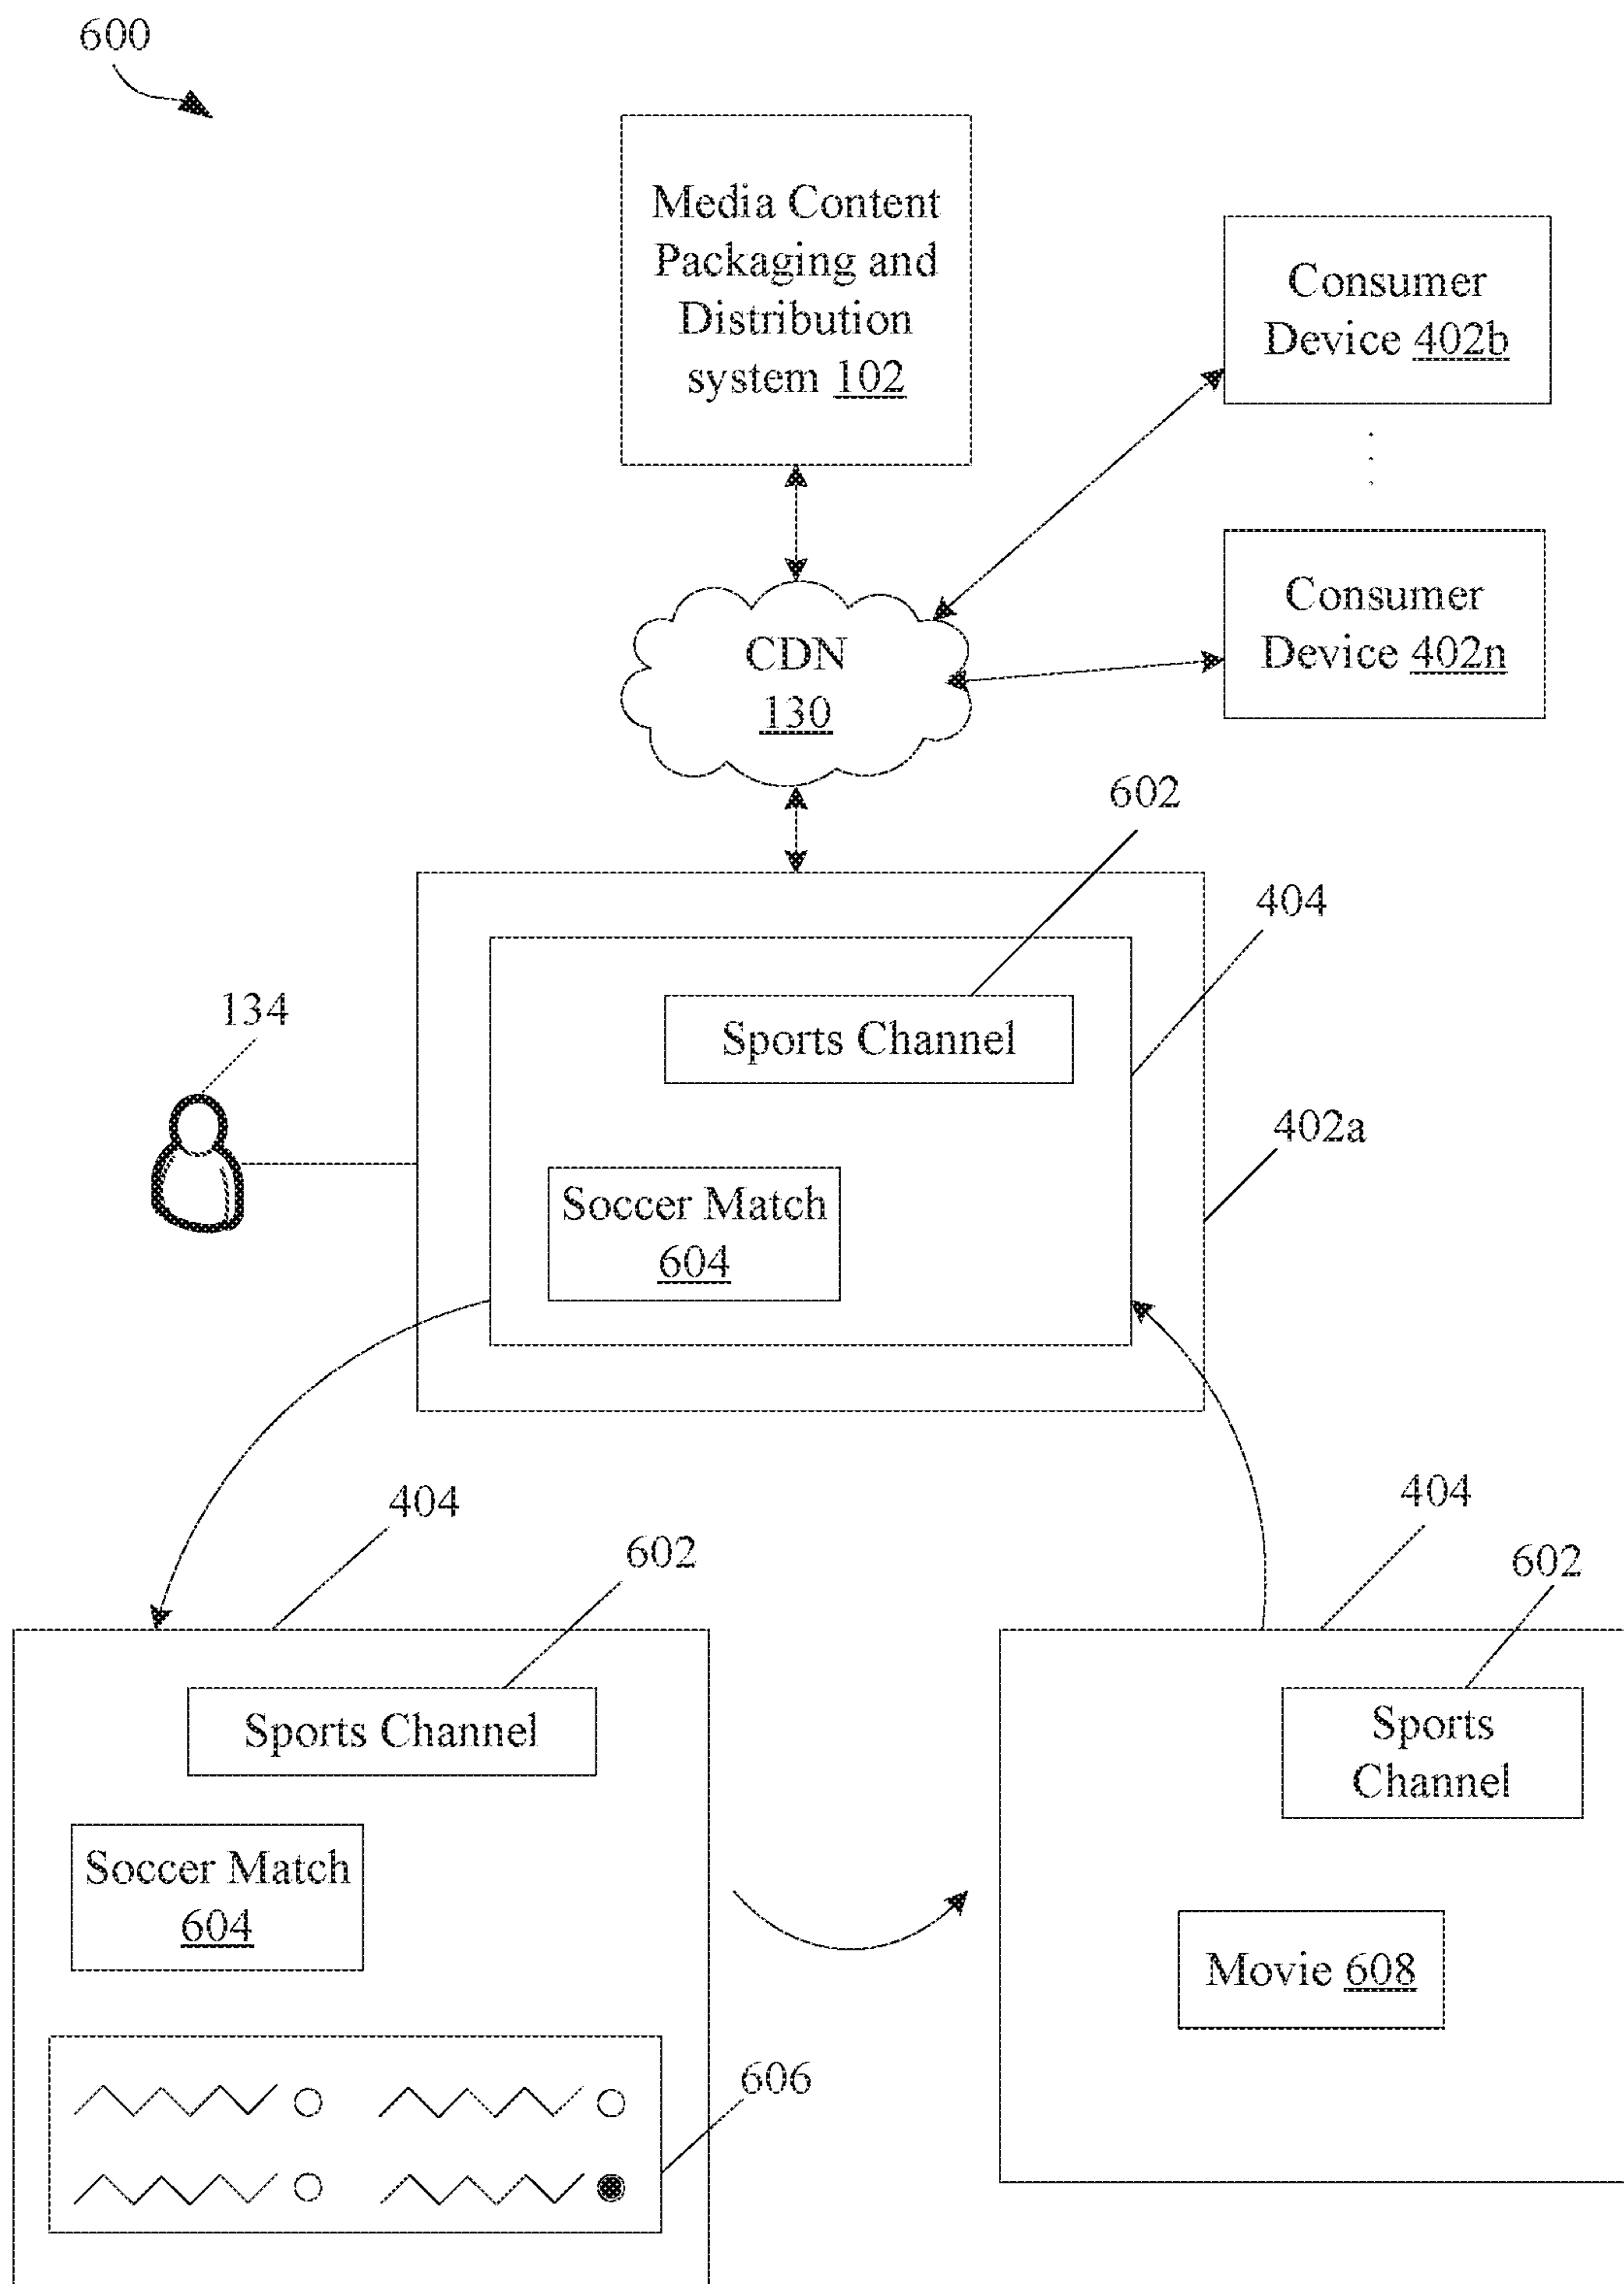 600
Media Content
Packaging and
Distribution
system 102
Consumer
Device 402b
Consumer
Device 402n
CDN
130
602
404
Sports Channel
134
402a
Soccer Match
604
404
602
Sports Channel
Soccer Match
604
606
404
602
Sports
Channel
Movie 608